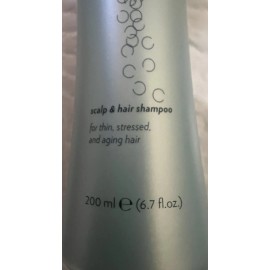 scalp & hair shampoo
for thin, stressed,
and aging hair
200 ml ℮ (6.7 fl.oz.)